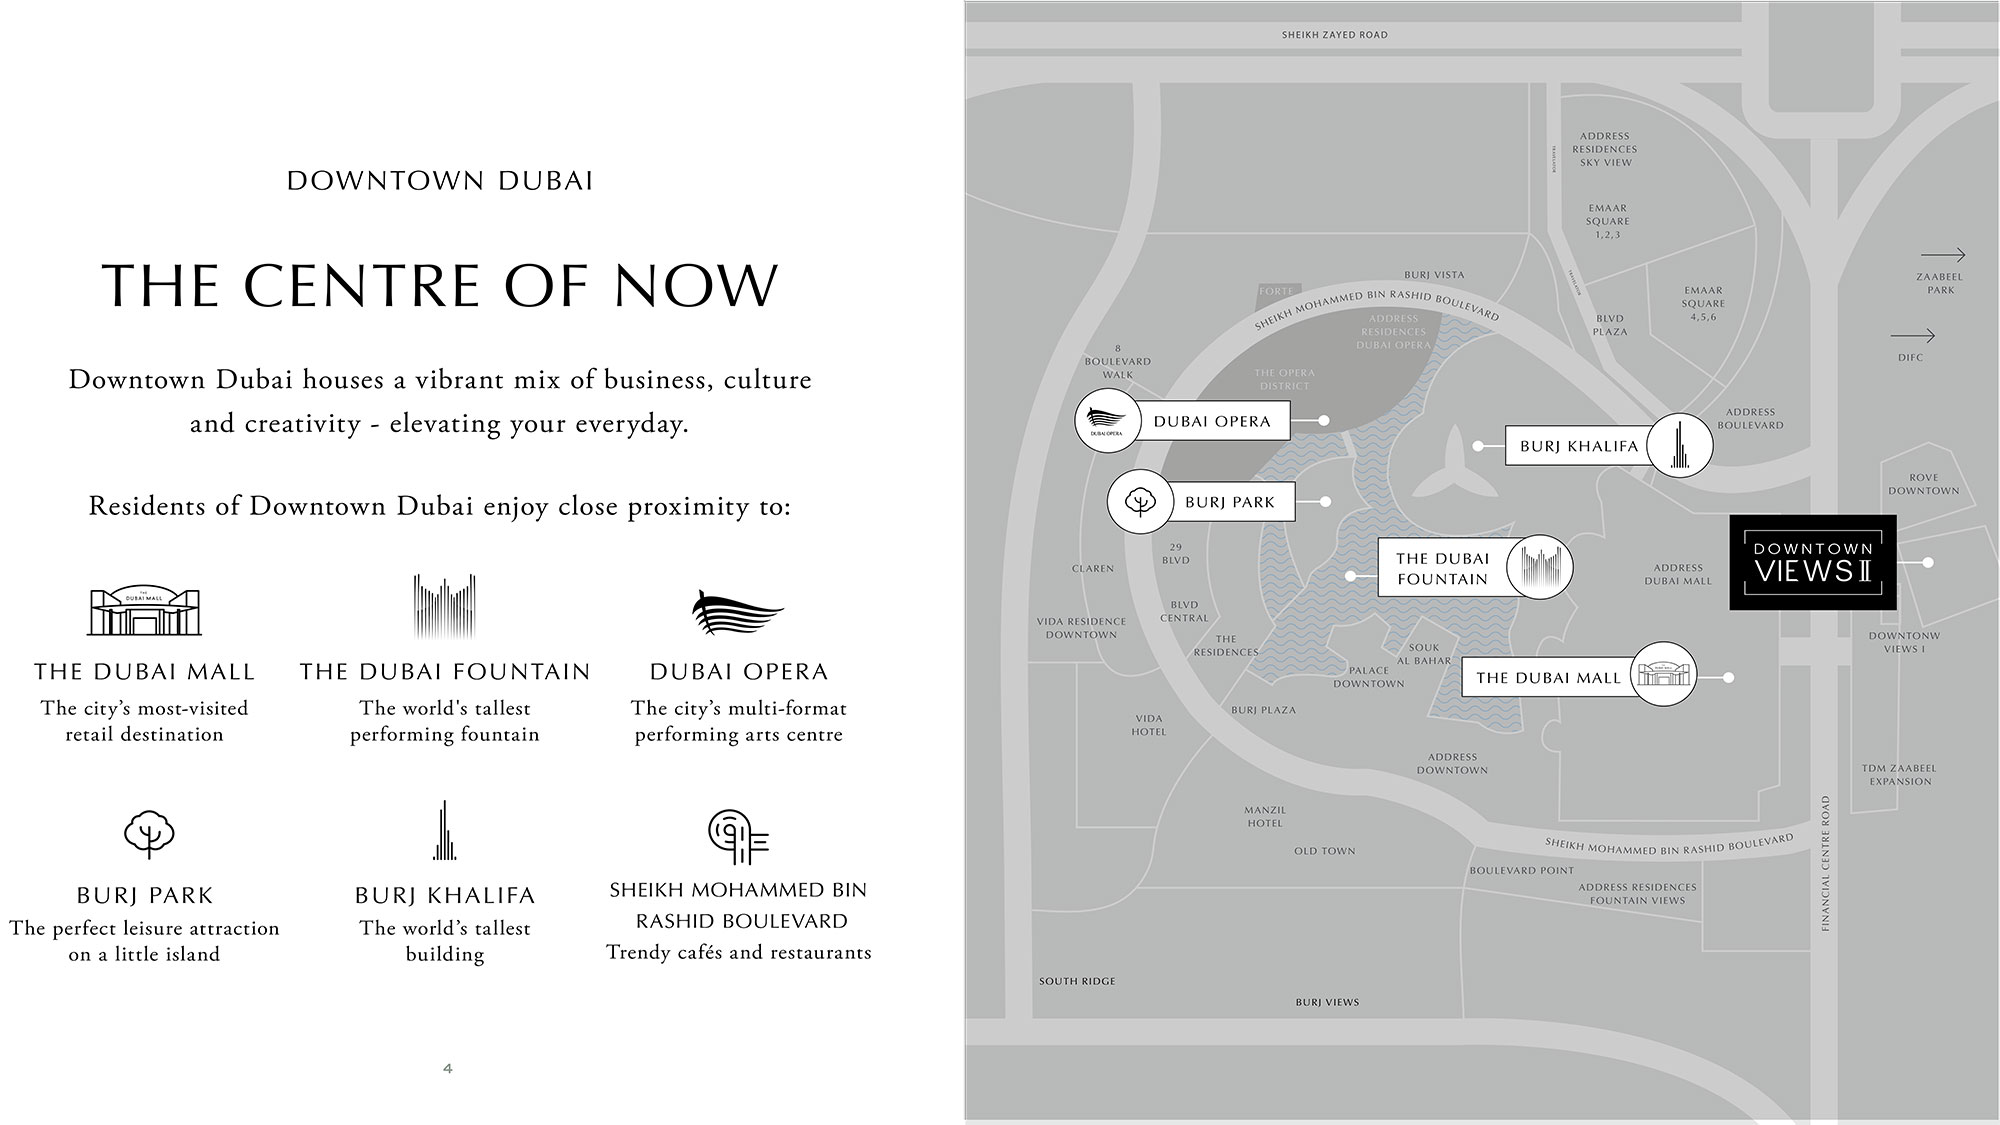 DOWNTOWN DUBAI
THE CENTRE OF NOW
Downtown Dubai houses a vibrant mix of business, culture
and creativity - elevating your everyday.
Residents of Downtown Dubai enjoy close proximity to:
THE
DUBAI MALL
THE DUBAI MALL
The city’s most-visited
retail destination
THE DUBAI FOUNTAIN
The world's tallest
performing fountain
DUBAI OPERA
The city’s multi-format
performing arts centre
BURJ PARK
The perfect leisure attraction
on a little island
BURJ KHALIFA
The world’s tallest
building
SHEIKH MOHAMMED BIN
RASHID BOULEVARD
Trendy cafés and restaurants
4
SHEIKH ZAYED ROAD
ADDRESS
RESIDENCES
SKY VIEW
TRAVELATOR
EMAAR
SQUARE
1,2,3
ZAABEEL
PARK
BURJ VISTA
TRAVELATOR
FORTE
SHEIKH MOHAMMED BIN RASHID BOULEVARD
EMAAR
SQUARE
4,5,6
ADDRESS
RESIDENCES
DUBAI OPERA
BLVD
PLAZA
DIFC
8
BOULEVARD
WALK
THE OPERA
DISTRICT
DUBAI OPERA
DUBAI OPERA
ADDRESS
BOULEVARD
BURJ KHALIFA
ROVE
DOWNTOWN
BURJ PARK
29
BLVD
CLAREN
THE DUBAI
FOUNTAIN
ADDRESS
DUBAI MALL
DOWNTOWN
VIEWS II
BLVD
CENTRAL
VIDA RESIDENCE
DOWNTOWN
THE
RESIDENCES
SOUK
AL BAHAR
PALACE
DOWNTOWN
THE DUBAI MALL
DOWNTONW
VIEWS I
BURJ PLAZA
VIDA
HOTEL
ADDRESS
DOWNTOWN
TDM ZAABEEL
EXPANSION
MANZIL
HOTEL
OLD TOWN
SHEIKH MOHAMMED BIN RASHID BOULEVARD
FINANCIAL CENTRE ROAD
BOULEVARD POINT
ADDRESS RESIDENCES
FOUNTAIN VIEWS
SOUTH RIDGE
BURJ VIEWS